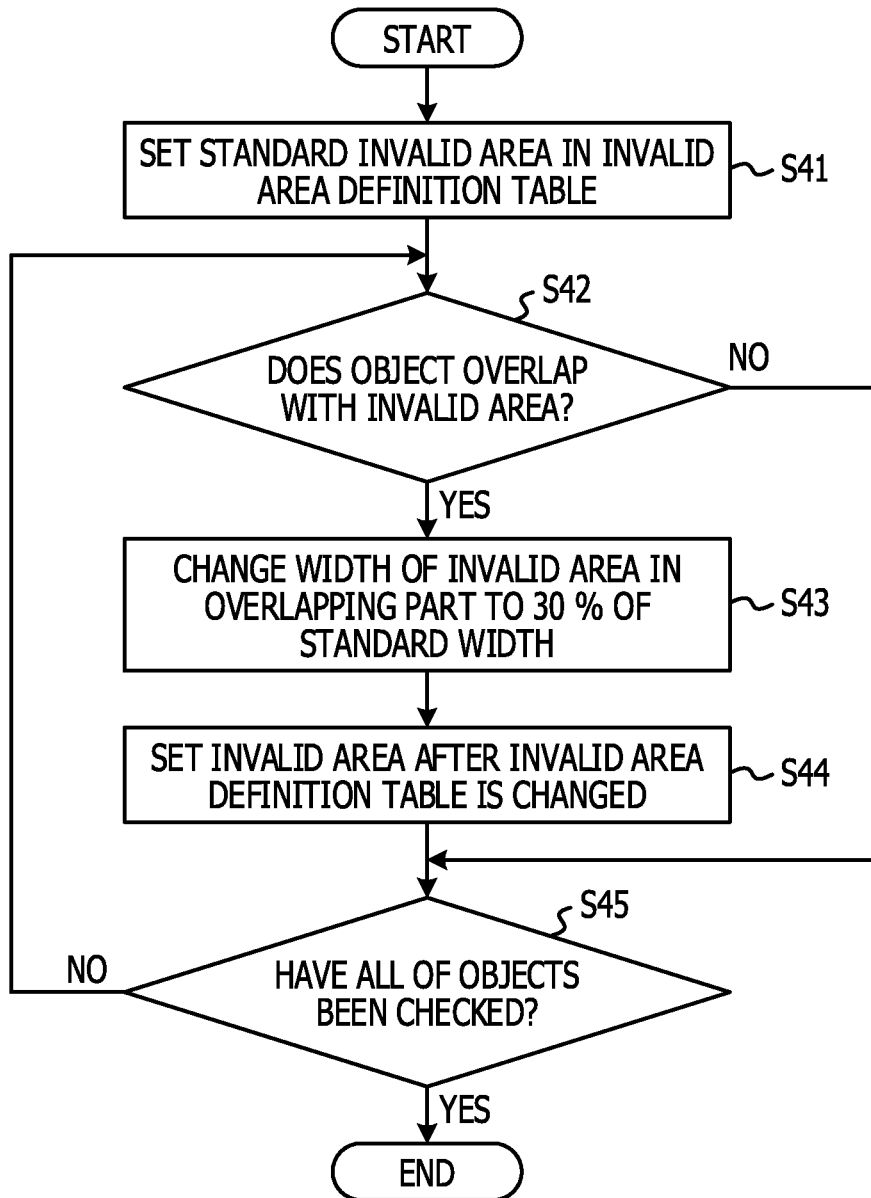 START
SET STANDARD INVALID AREA IN INVALID
AREA DEFINITION TABLE
S41
S42
DOES OBJECT OVERLAP
WITH INVALID AREA?
NO
YES
CHANGE WIDTH OF INVALID AREA IN
OVERLAPPING PART TO 30 % OF
STANDARD WIDTH
S43
SET INVALID AREA AFTER INVALID AREA
DEFINITION TABLE IS CHANGED
S44
S45
NO
HAVE ALL OF OBJECTS
BEEN CHECKED?
YES
END